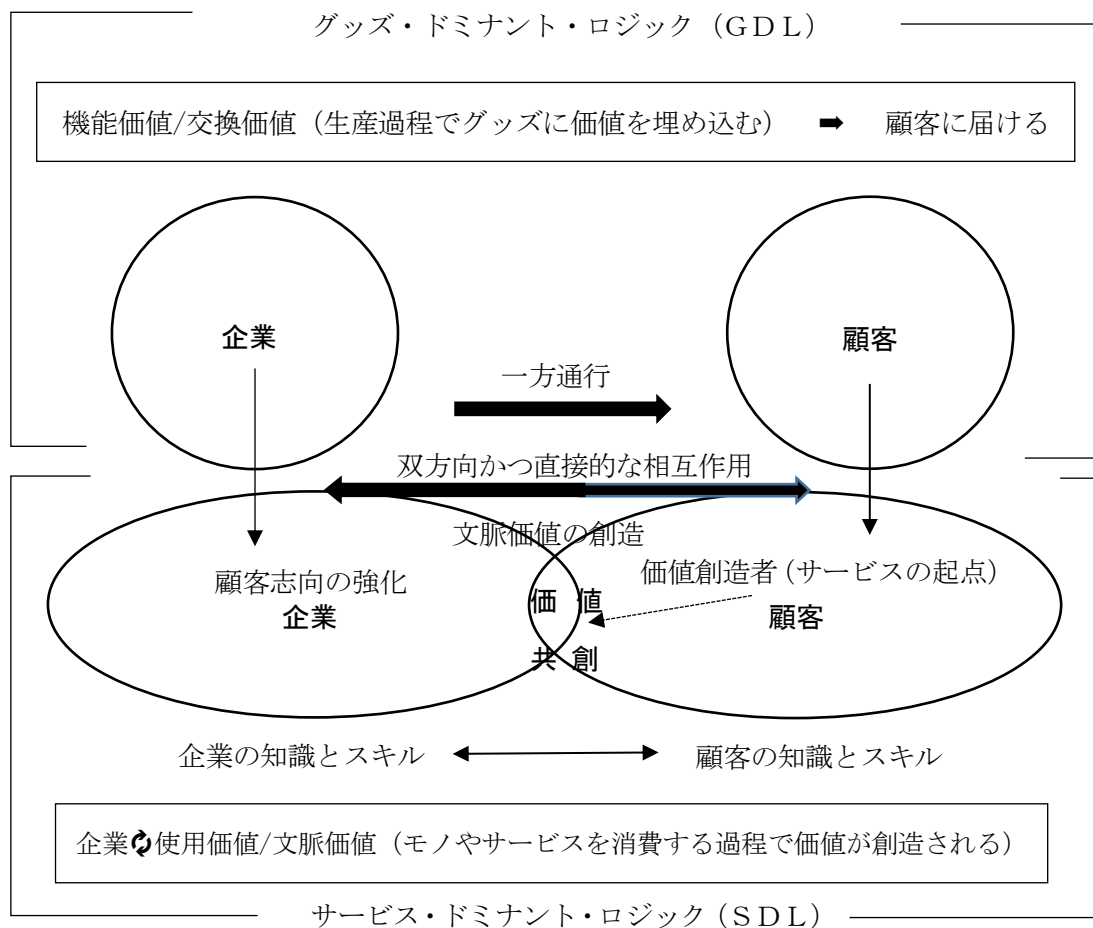 グッズ・ドミナント・ロジック（ＧＤＬ）
機能価値/交換価値（生産過程でグッズに価値を埋め込む） ➡ 顧客に届ける
企業
顧客
一方通行
双方向かつ直接的な相互作用
文脈価値の創造
価値創造者（サービスの起点）
顧客志向の強化
企業
価 値
共 創
顧客
企業の知識とスキル
顧客の知識とスキル
企業🗘使用価値/文脈価値（モノやサービスを消費する過程で価値が創造される）
サービス・ドミナント・ロジック（ＳＤＬ）